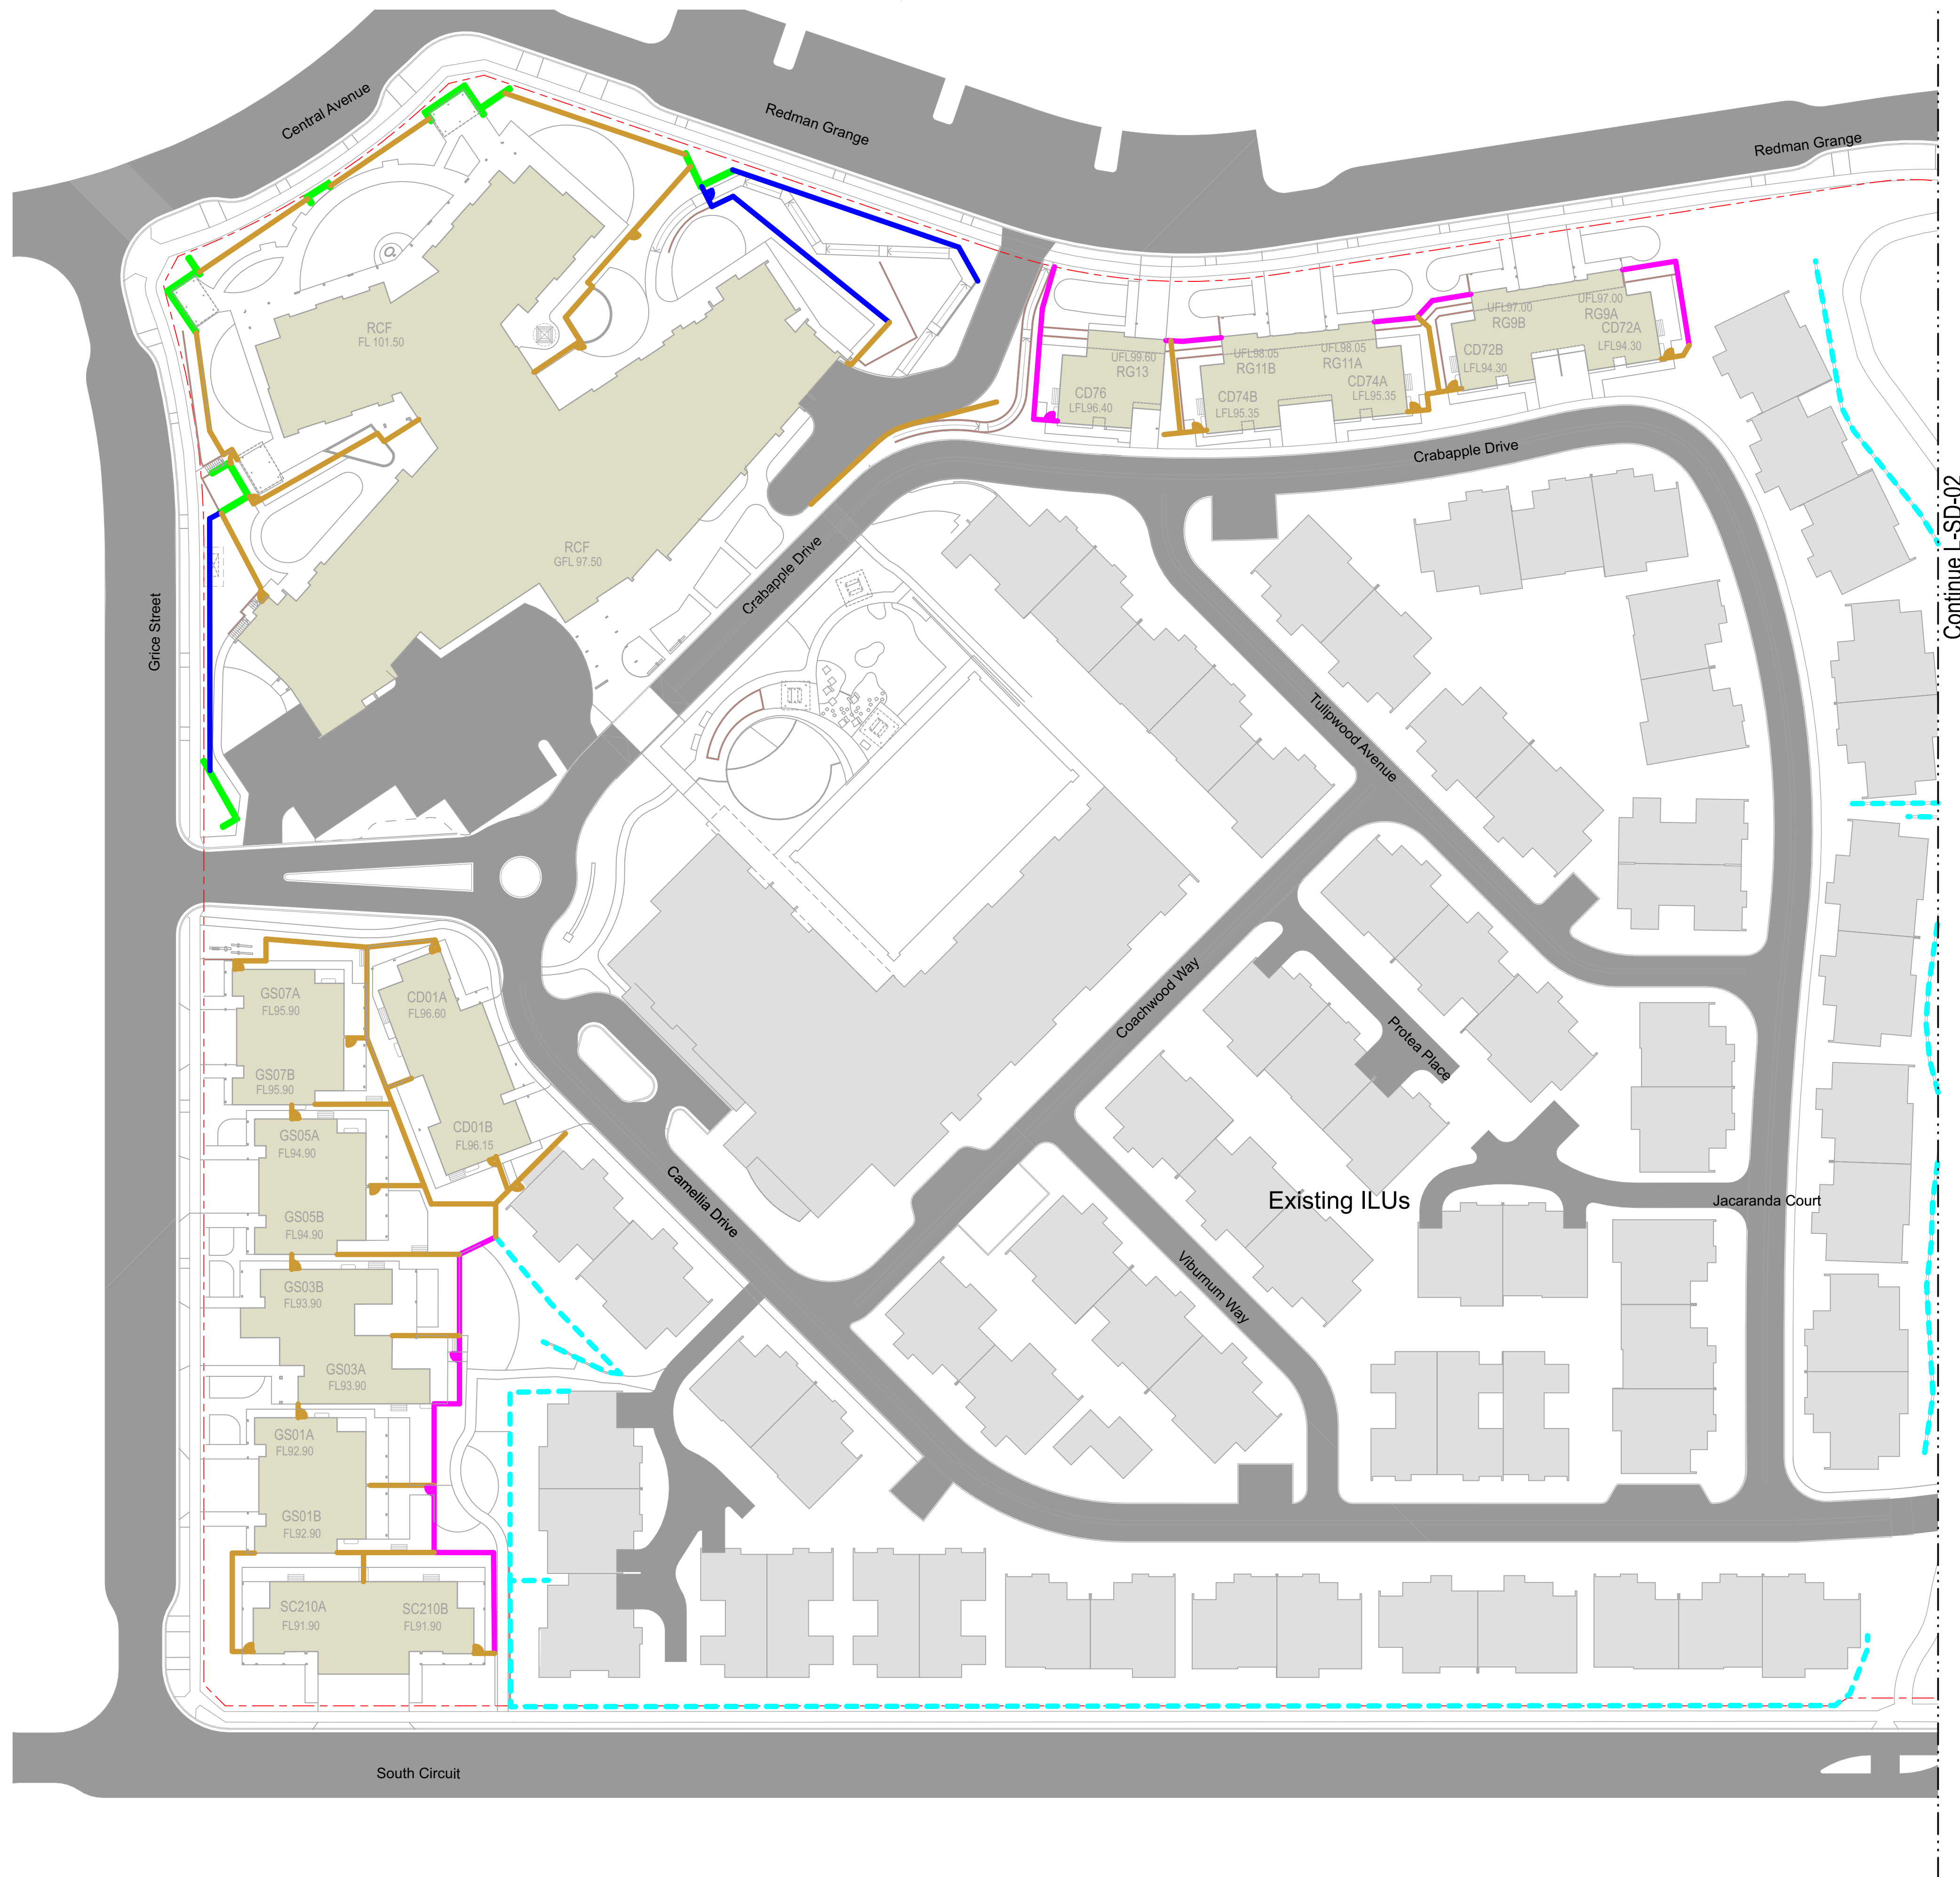 Central Avenue
Redman Grange
Redman Grange
RCF
FL 101.50
UFL97.00
RG9B
UFL97.00
RG9A
CD72A
LFL94.30
CD72B
LFL94.30
UFL99.60
RG13
UFL98.05
RG11B
UFL98.05
RG11A
CD76
LFL96.40
CD74B
LFL95.35
CD74A
LFL95.35
Crabapple Drive
Continue L-SD-02
RCF
GFL 97.50
Crabapple Drive
Grice Street
Tulipwood Avenue
GS07A
FL95.90
CD01A
FL96.60
Coachwood Way
Protea Place
GS07B
FL95.90
GS05A
FL94.90
CD01B
FL96.15
Camellia Drive
Existing ILUs
Jacaranda Court
GS05B
FL94.90
Viburnum Way
GS03B
FL93.90
GS03A
FL93.90
GS01A
FL92.90
GS01B
FL92.90
SC210A
FL91.90
SC210B
FL91.90
South Circuit